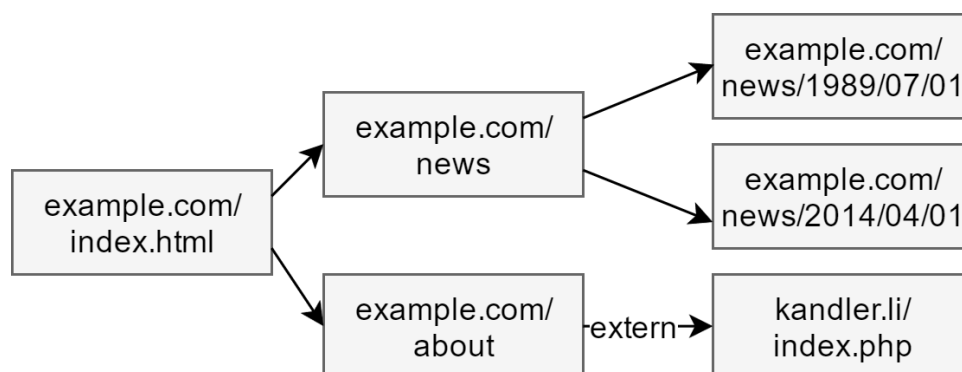 example.com/
index.html
example.com/
news
example.com/
about
extern
example.com/
news/1989/07/01
example.com/
news/2014/04/01
kandler.li/
index.php